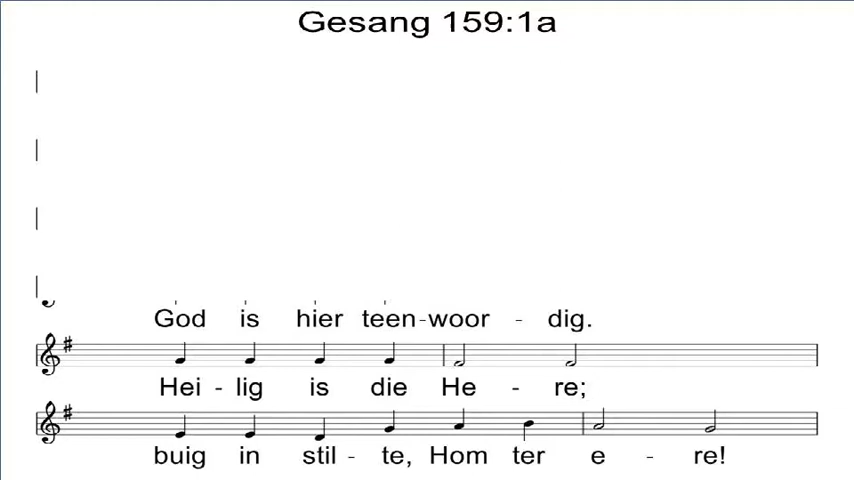 Gesang 159:1a
God is hier teen-woor - dig.
Hei - lig is die He - re;
buig in stil - te, Hom ter e - re!